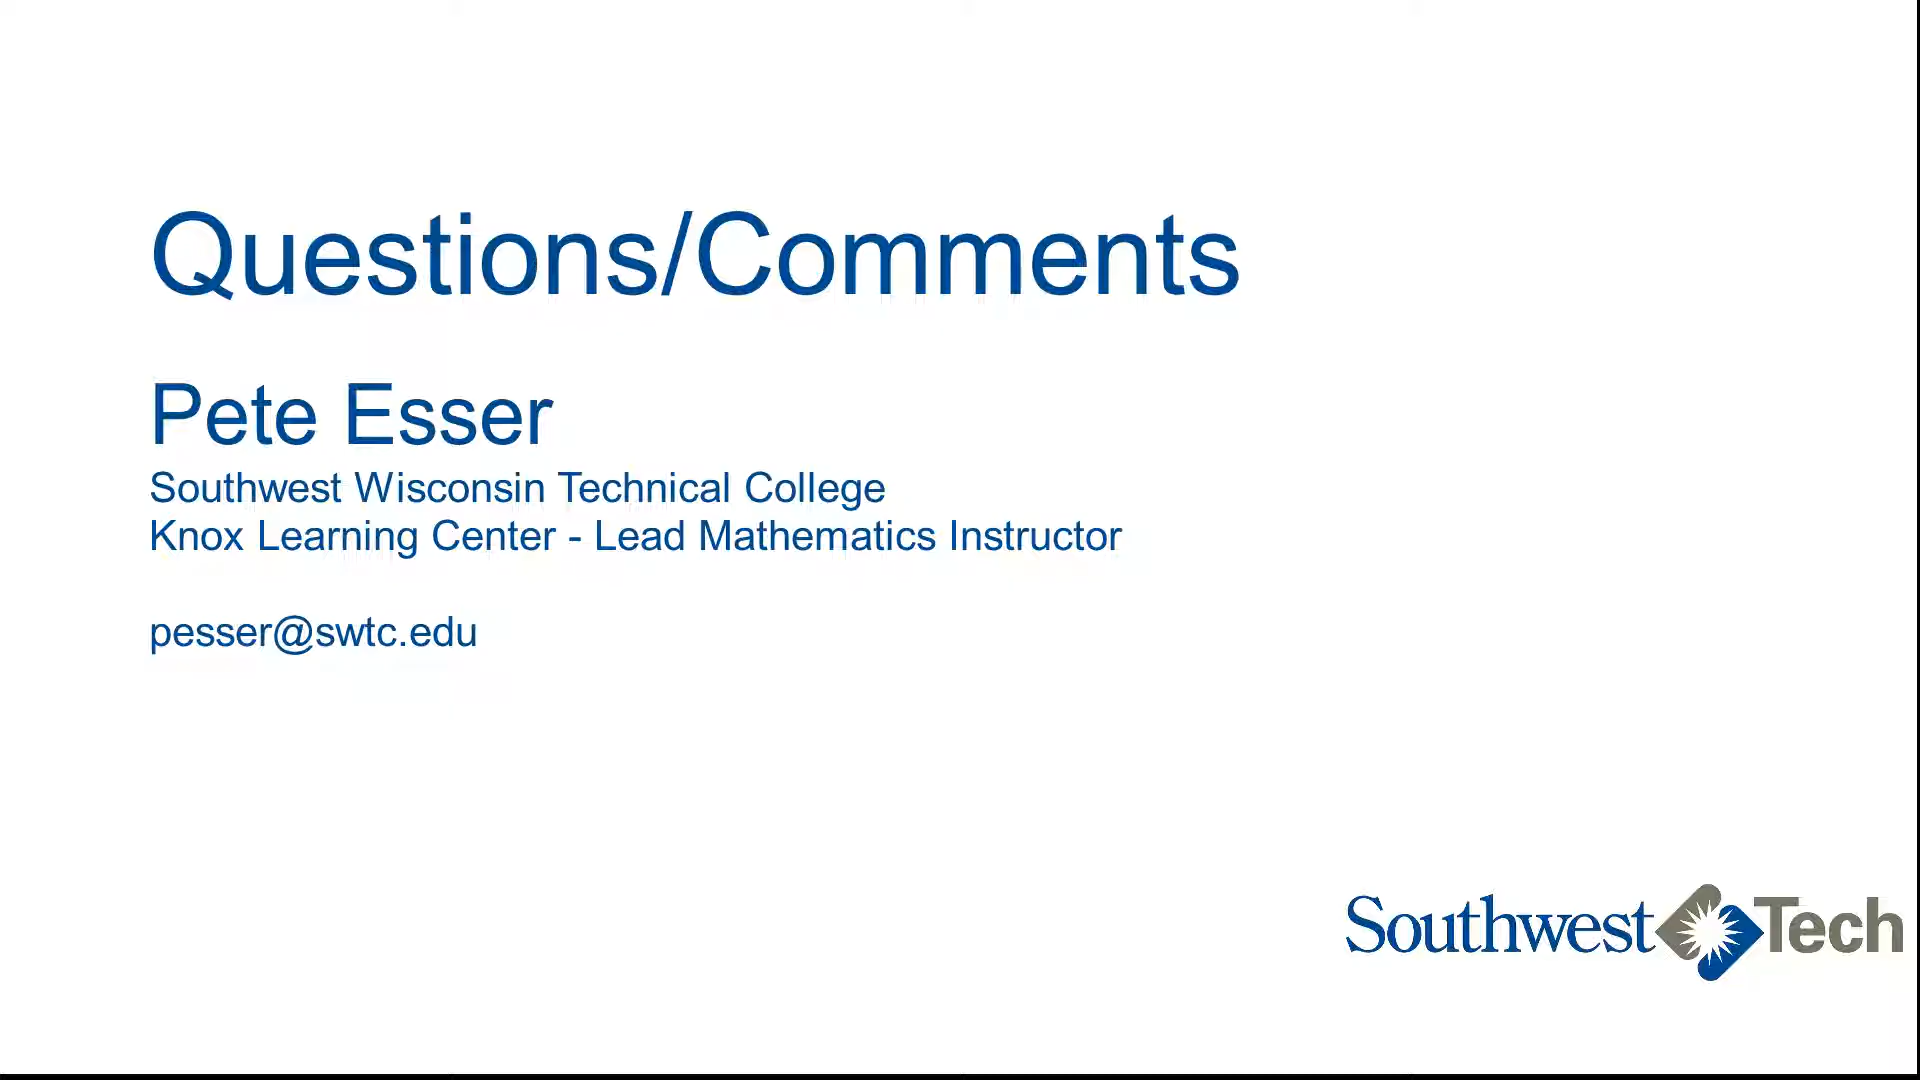 Questions/Comments
Pete Esser
Southwest Wisconsin Technical College
Knox Learning Center - Lead Mathematics Instructor
pesser@swtc.edu
Southwest Tech